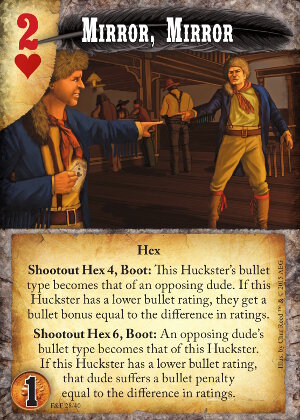 2
MIRROR, MIRROR
Hex
Shootout Hex 4, Boot: This Huckster's bullet
type becomes that of an opposing dude. If this
Huckster has a lower bullet rating, they get a
bullet bonus equal to the difference in ratings.
Shootout Hex 6, Boot: An opposing dude's
bullet type becomes that of this Huckster.
If this Huckster has a lower bullet rating,
that dude suffers a bullet penalty
equal to the difference in ratings.
1
F&F 28/40